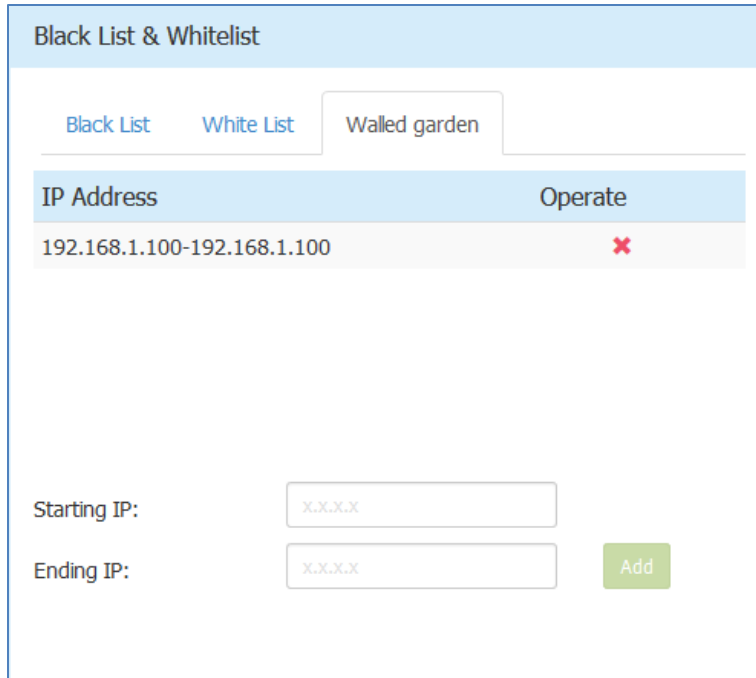 Black List & Whitelist
Black List White List Walled garden
IP Address Operate
192.168.1.100-192.168.1.100
Starting IP: x.x.x.x
Ending IP: x.x.x.x Add